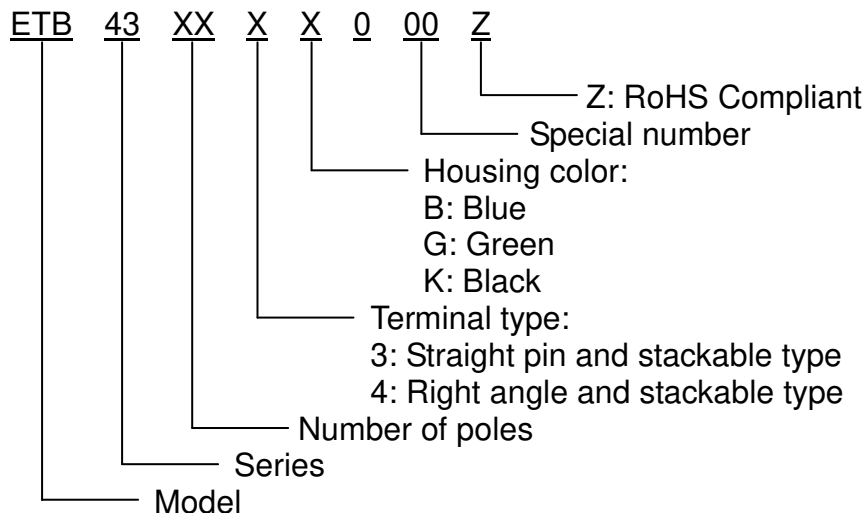 ETB 43 XX X X 0 00 Z
Z: RoHS Compliant
Special number
Housing color:
B: Blue
G: Green
K: Black
Terminal type:
3: Straight pin and stackable type
4: Right angle and stackable type
Number of poles
Series
Model